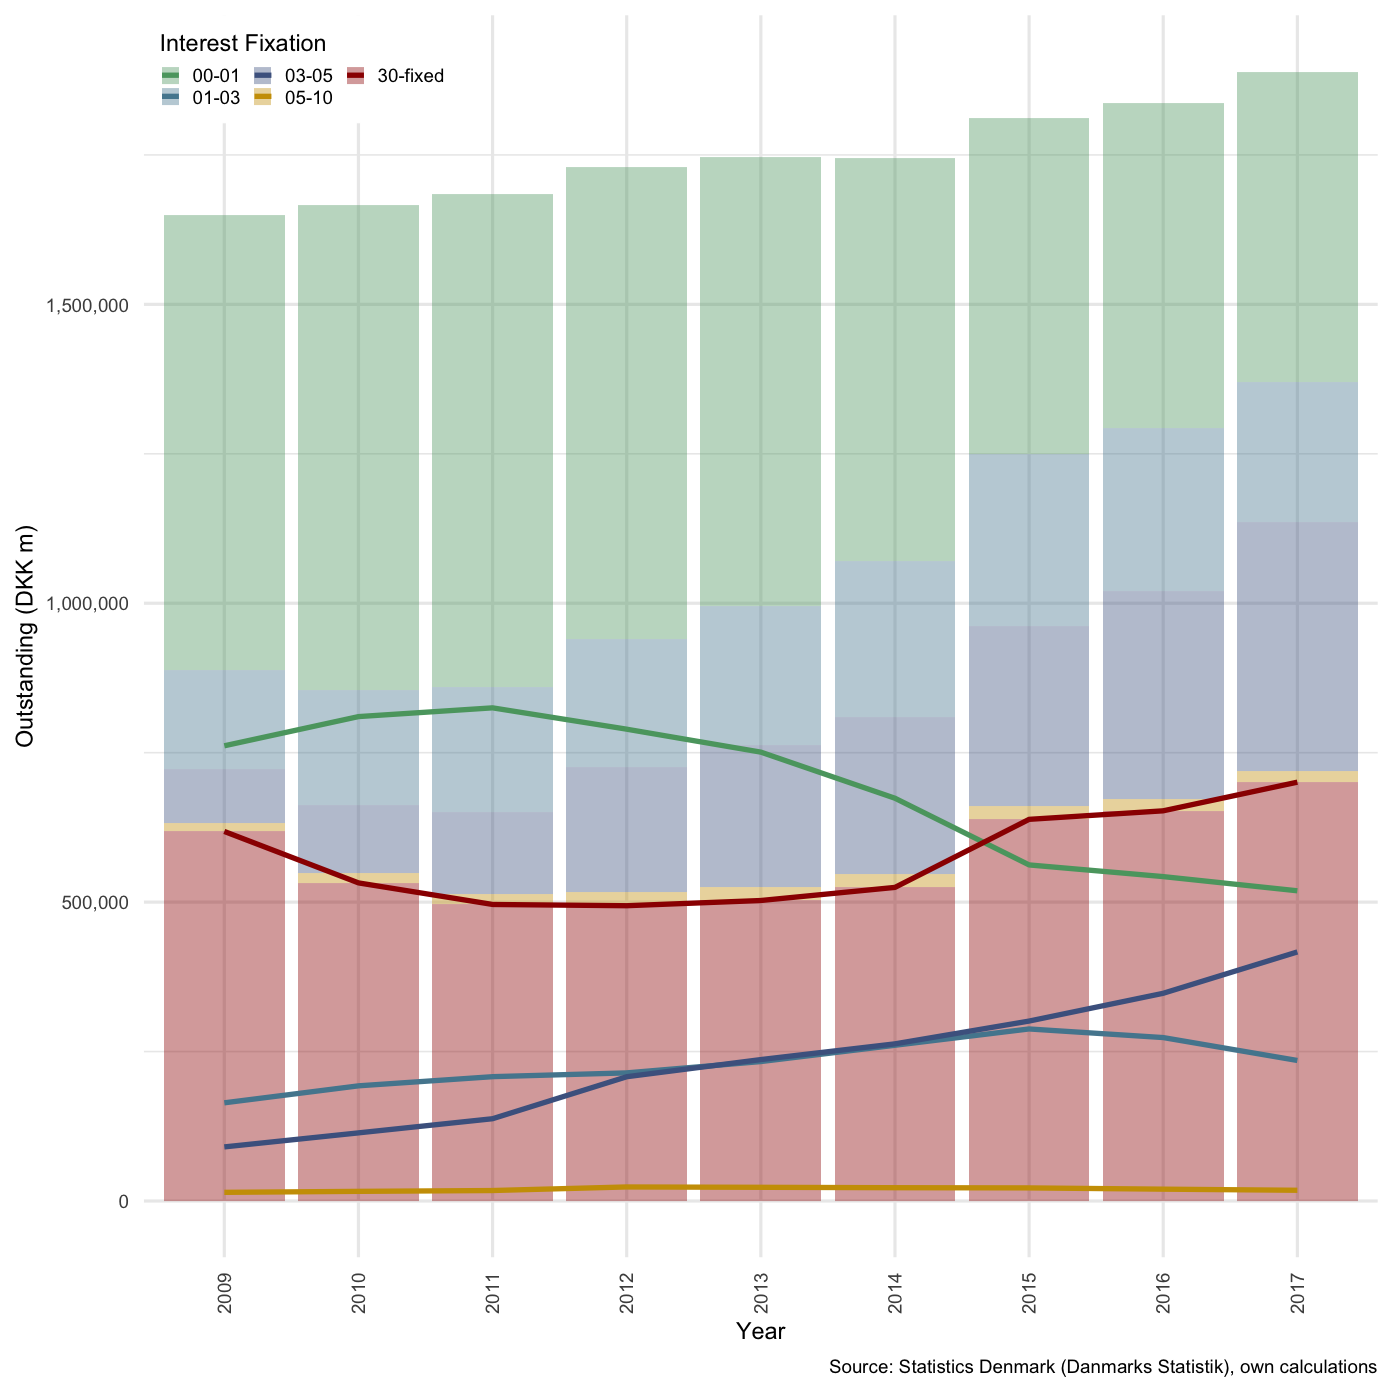 Interest Fixation
00-01 03-05 30-fixed
01-03 05-10
1,500,000
1,000,000
500,000
0
Outstanding (DKK m)
2009 2010 2011 2012 2013 2014 2015 2016 2017
Year
Source: Statistics Denmark (Danmarks Statistik), own calculations